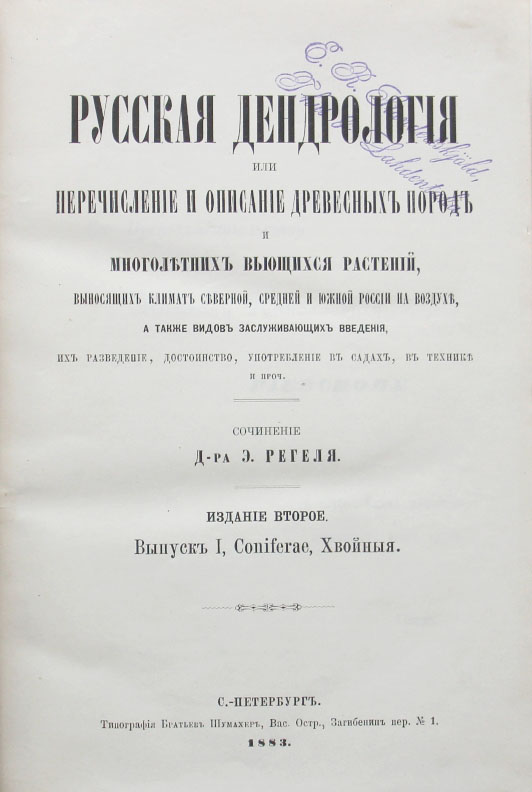 РУССКАЯ ДЕНДРОЛОГІЯ
ИЛИ
ПЕРЕЧИСЛЕНІЕ И ОПИСАНІЕ ДРЕВЕСНЫХЪ ПОРОДЪ
И
МНОГОЛѢТНИХЪ ВЬЮЩИХСЯ РАСТЕНІЙ,
ВЫНОСЯЩИХЪ КЛИМАТЪ СѢВЕРНОЙ, СРЕДНЕЙ И ЮЖНОЙ РОССІИ НА ВОЗДУХѢ,
А ТАКЖЕ ВИДОВЪ ЗАСЛУЖИВАЮЩИХЪ ВВЕДЕНІЯ,
ИХЪ РАЗВЕДЕНІЕ, ДОСТОИНСТВО, УПОТРЕБЛЕНІЕ ВЪ САДАХЪ, ВЪ ТЕХНИКѢ
И ПРОЧ.
СОЧИНЕНІЕ
Д-РА Э. РЕГЕЛЯ.
ИЗДАНІЕ ВТОРОЕ.
Выпускъ I, Coniferae, Хвойныя.
С.-ПЕТЕРБУРГЪ.
Типографія Братьевъ Шумахеръ, Вас. Остр., Загибенинъ пер. № 1.
1883.